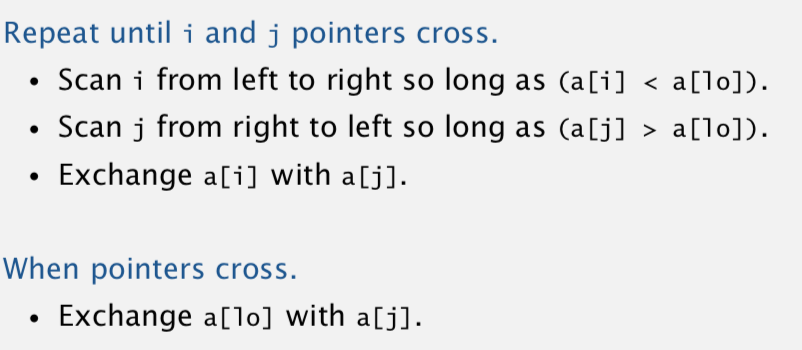 Repeat until i and j pointers cross.
• Scan i from left to right so long as (a[i] < a[lo]).
• Scan j from right to left so long as (a[j] > a[lo]).
• Exchange a[i] with a[j].
When pointers cross.
• Exchange a[lo] with a[j].